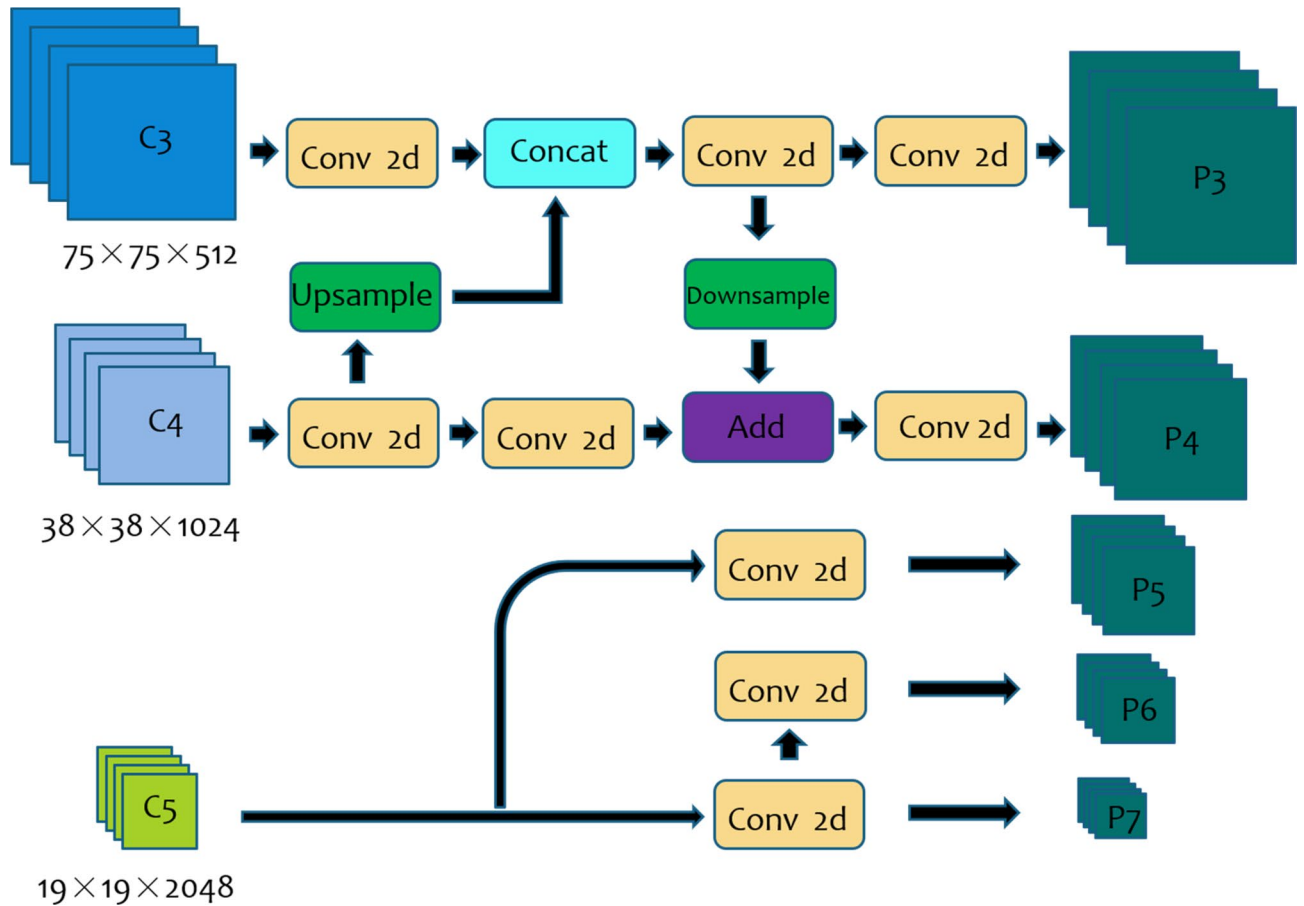 C3
Conv 2d
Concat
Conv 2d
Conv 2d
P3
75×75×512
Upsample
Downsample
C4
Conv 2d
Conv 2d
Add
Conv 2d
P4
38×38×1024
Conv 2d
P5
Conv 2d
P6
C5
Conv 2d
P7
19×19×2048